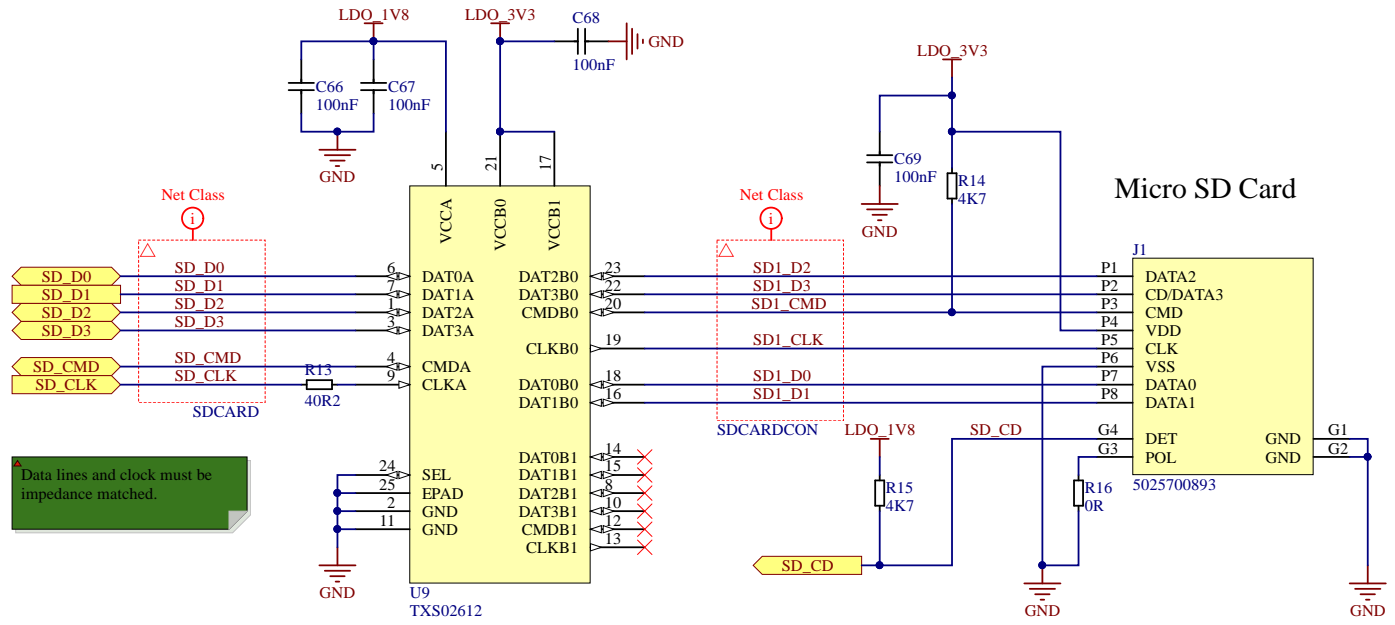 LDO_1V8
LDO_3V3
C68
100nF
GND
C66
100nF
C67
100nF
GND
LDO_3V3
C69
100nF
GND
R14
4K7
Micro SD Card
Net Class
i
SD_D0
SD_D1
SD_D2
SD_D3
SD_CMD
SD_CLK
SD_D0
SD_D1
SD_D2
SD_D3
SD_CMD
SD_CLK
SDCARD
R13
40R2
5
21
17
VCCA
VCCB0
VCCB1
6 DAT0A
7 DAT1A
1 DAT2A
3 DAT3A
4 CMDA
9 CLKA
24 SEL
25 EPAD
2 GND
11 GND
DAT2B0 23
DAT3B0 22
CMDB0 20
CLKB0 19
DAT0B0 18
DAT1B0 16
DAT0B1 14
DAT1B1 15
DAT2B1 8
DAT3B1 10
CMDB1 12
CLKB1 13
U9
TXS02612
GND
Data lines and clock must be
impedance matched.
Net Class
i
SD1_D2
SD1_D3
SD1_CMD
SD1_CLK
SD1_D0
SD1_D1
SDCARDCON
LDO_1V8
SD_CD
R15
4K7
SD_CD
J1
P1 DATA2
P2 CD/DATA3
P3 CMD
P4 VDD
P5 CLK
P6 VSS
P7 DATA0
P8 DATA1
G4 DET
G3 POL
GND G1
GND G2
5025700893
R16
0R
GND
GND